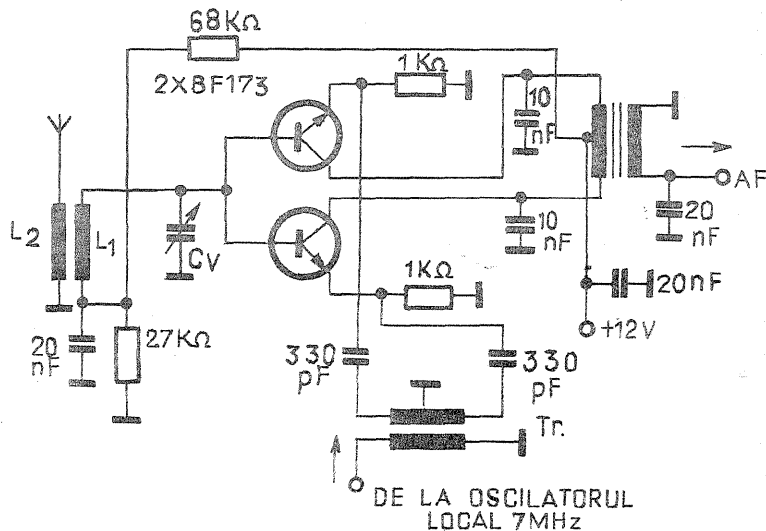 68KΩ
2X8F173
1KΩ
10
nF
AF
20
nF
L2
L1
CV
10
nF
1KΩ
20nF
+12V
20
nF
27KΩ
330
pF
330
pF
Tr.
DE LA OSCILATORUL
LOCAL 7MHz